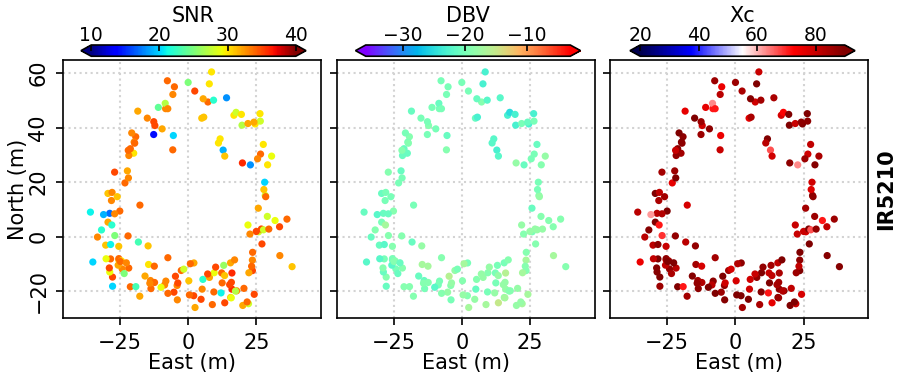 SNR DBV Xc
10 20 30 40 −30 −20 −10 20 40 60 80
60
40
20
0
−20
North (m)
−25 0 25 −25 0 25 −25 0 25
East (m) East (m) East (m)
IR5210